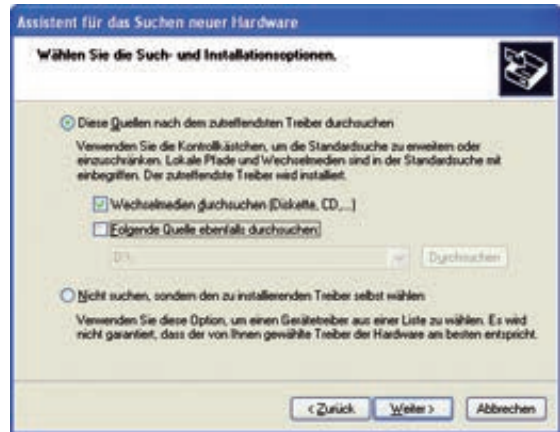 Assistent für das Suchen neuer Hardware
Wählen Sie die Such- und Installationsoptionen.
Diese Quellen nach dem zutreffendsten Treiber durchsuchen
Verwenden Sie die Kontrollkästchen, um die Standardsuche zu erweitern oder
einzuschränken. Lokale Pfade und Wechselmedien sind in der Standardsuche mit
einbegriffen. Der zutreffendste Treiber wird installiert.
Wechselmedien durchsuchen (Diskette, CD,...)
Folgende Quelle ebenfalls durchsuchen:
D:\ Durchsuchen
Nicht suchen, sondern den zu installierenden Treiber selbst wählen
Verwenden Sie diese Option, um einen Gerätetreiber aus einer Liste zu wählen. Es wird
nicht garantiert, dass der von Ihnen gewählte Treiber der Hardware am besten entspricht.
< Zurück Weiter > Abbrechen